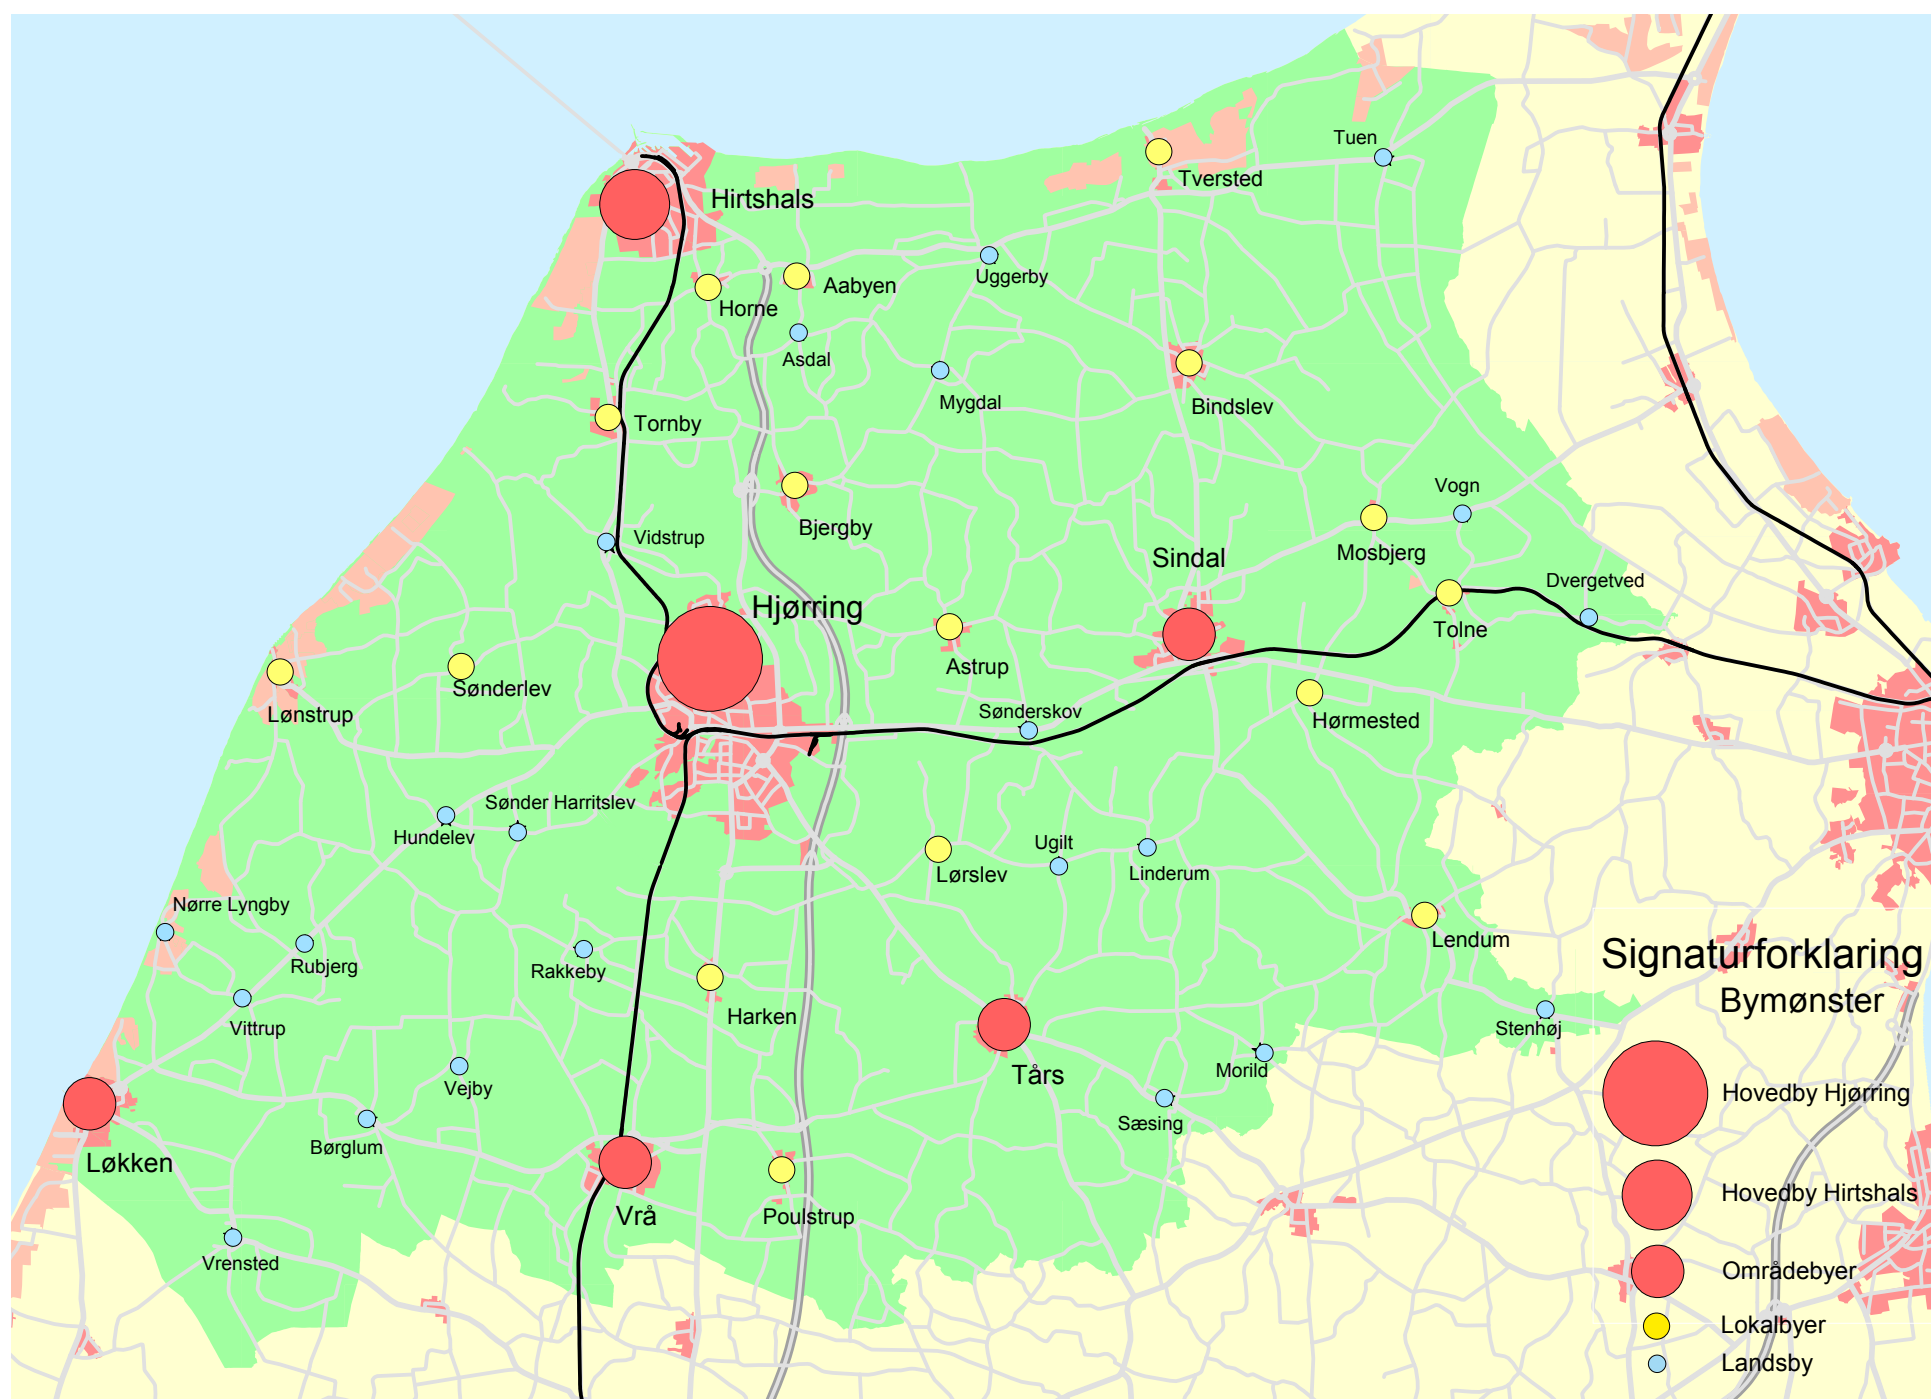 Tuen
Tversted
Hirtshals
Uggerby
Aabyen
Horne
Asdal
Mygdal
Bindslev
Tornby
Vogn
Bjergby
Vidstrup
Mosbjerg
Sindal
Dvergetved
Hjørring
Tolne
Astrup
Sønderlev
Lønstrup
Sønderskov
Hørmested
Sønder Harritslev
Hundelev
Ugilt
Lørslev
Linderum
Nørre Lyngby
Lendum
Rubjerg
Rakkeby
Signaturforklaring
Bymønster
Harken
Vittrup
Stenhøj
Tårs
Morild
Vejby
Hovedby Hjørring
Sæsing
Børglum
Løkken
Hovedby Hirtshals
Vrå
Poulstrup
Vrensted
Områdebyer
Lokalbyer
Landsby